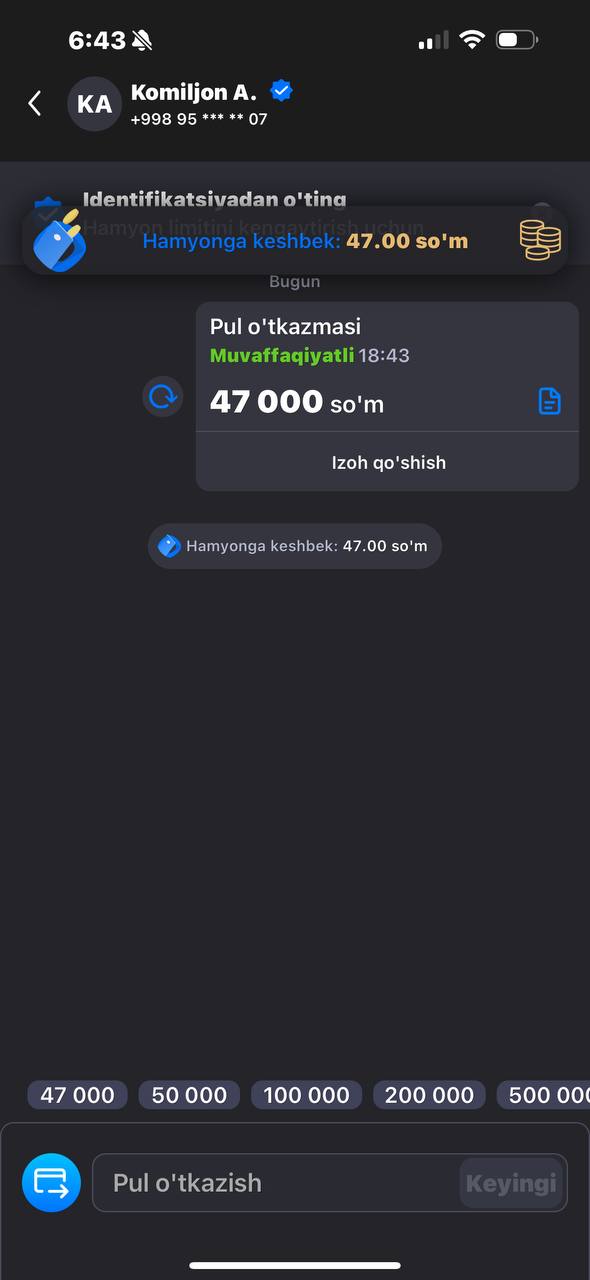 6:43
KA
Komiljon A.
+998 95 *** ** 07
Identifikatsiyadan o'ting
Hamyon limitini kengaytirish uchun
Hamyonga keshbek: 47.00 so'm
Bugun
Pul o'tkazmasi
Muvaffaqiyatli 18:43
47 000 so'm
Izoh qo'shish
Hamyonga keshbek: 47.00 so'm
47 000 50 000 100 000 200 000 500 000
Pul o'tkazish Keyingi